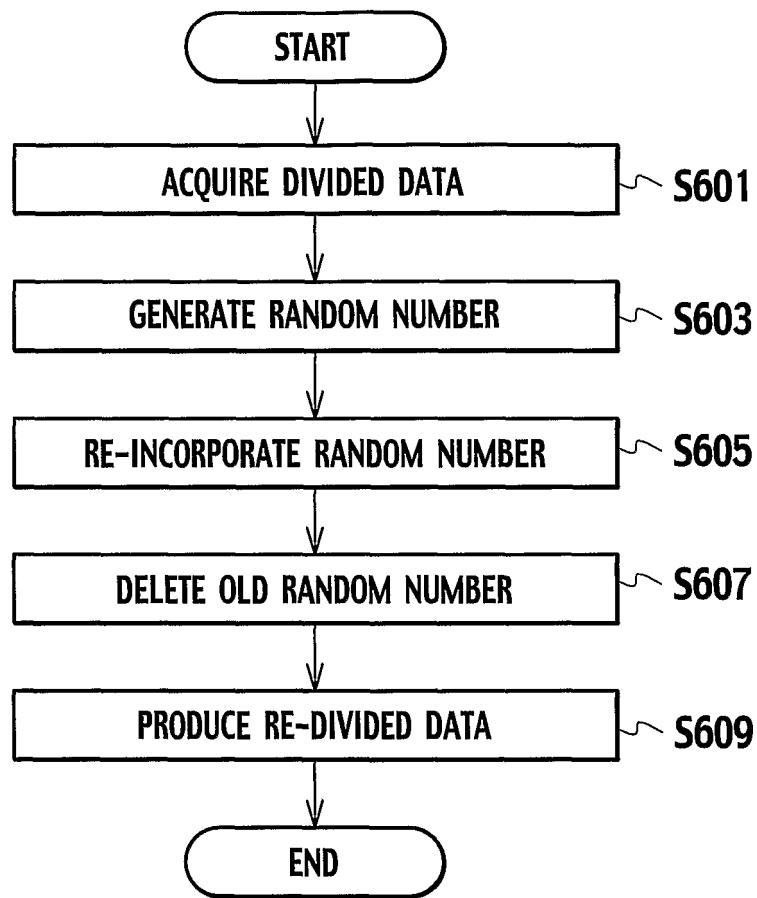 START
ACQUIRE DIVIDED DATA
S601
GENERATE RANDOM NUMBER
S603
RE-INCORPORATE RANDOM NUMBER
S605
DELETE OLD RANDOM NUMBER
S607
PRODUCE RE-DIVIDED DATA
S609
END